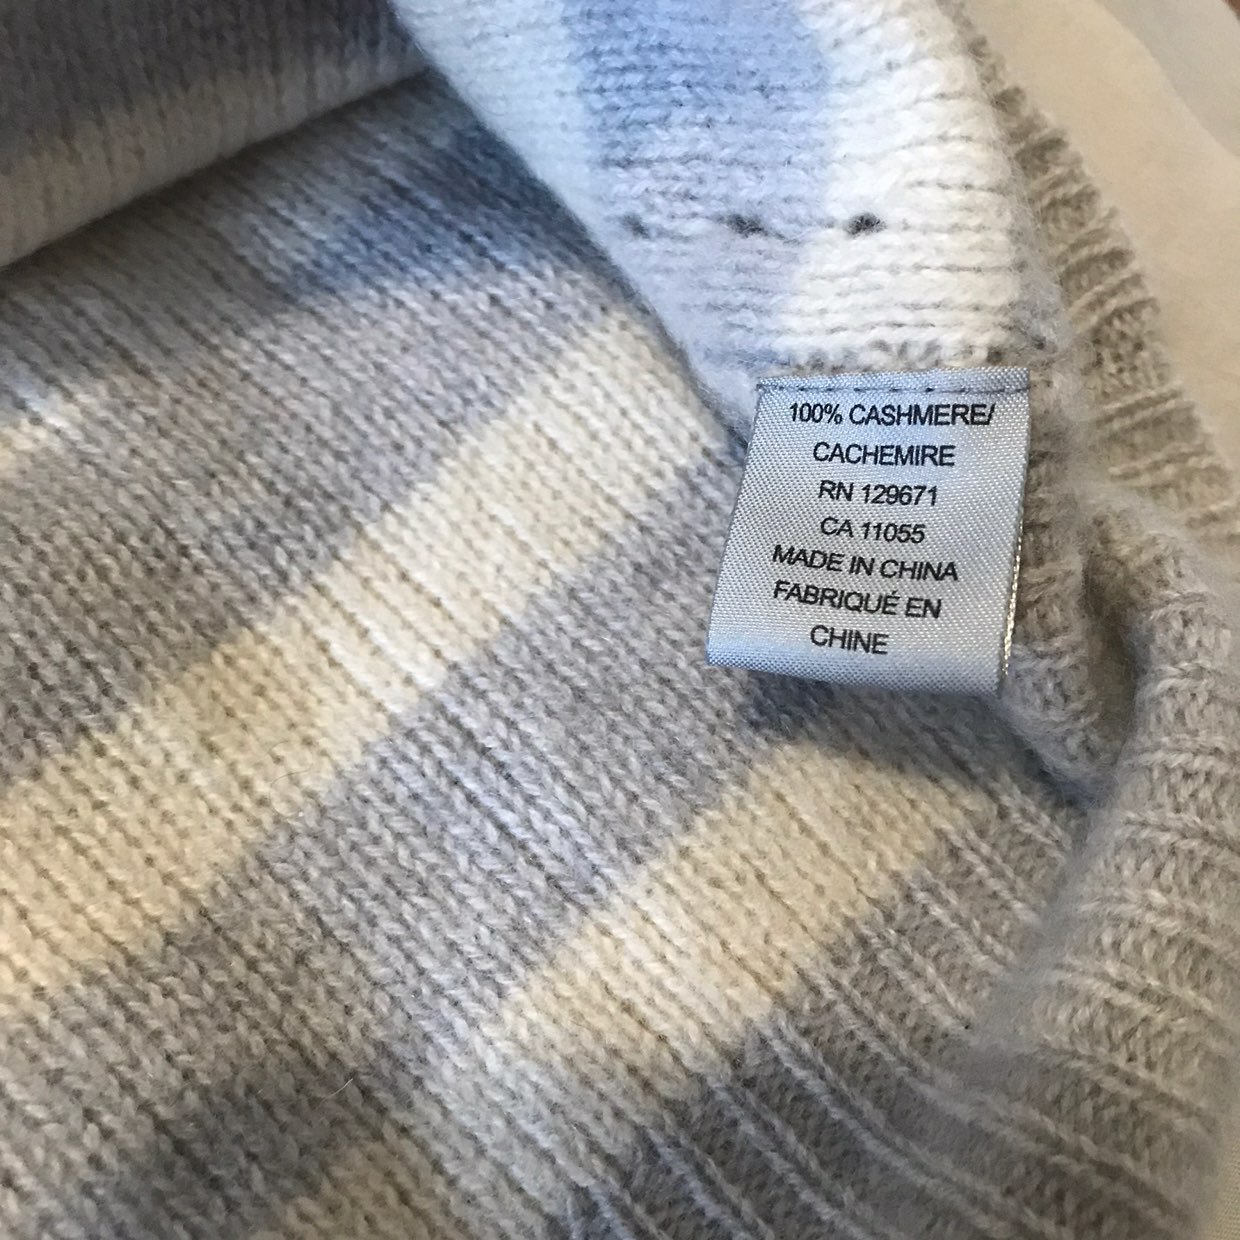 100% CASHMERE/
CACHEMIRE
RN 129671
CA 11055
MADE IN CHINA
FABRIQUÉ EN
CHINE